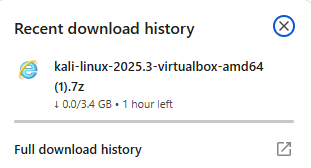 Recent download history
kali-linux-2025.3-virtualbox-amd64
(1).7z
↓ 0.0/3.4 GB • 1 hour left
Full download history